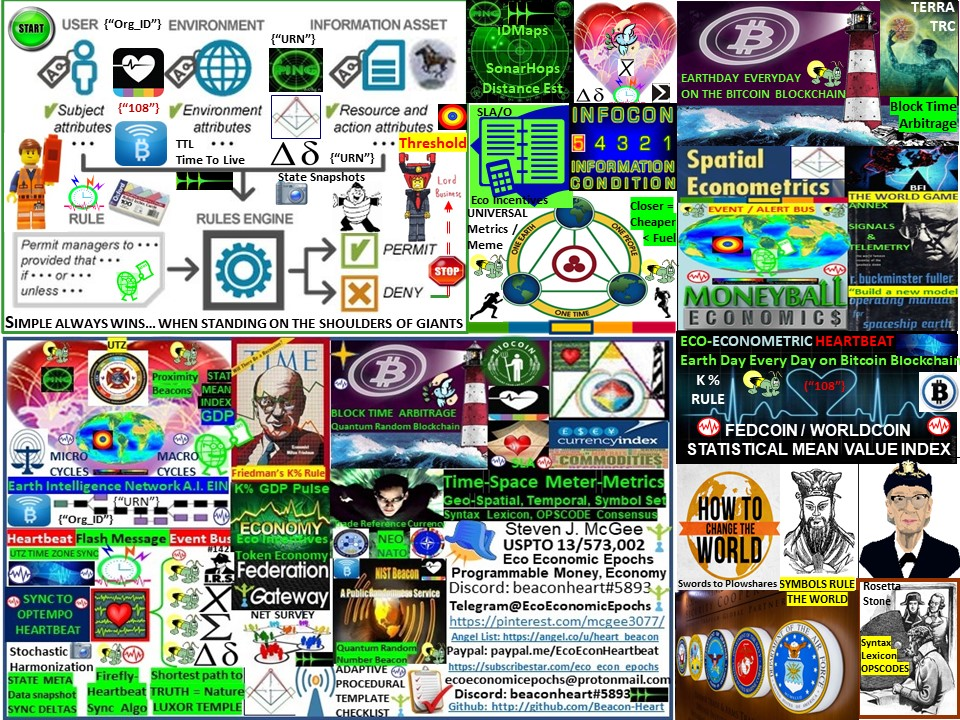 START
USER
{“Org_ID”}
ENVIRONMENT
INFORMATION ASSET
{“URN”}
MNG
Subject
attributes
{“108”}
Environment
attributes
Resource and
action attributes
Threshold
TTL
Time To Live
Δ δ
{“URN”}
State Snapshots
Lord
Business
Oxford
100
RULE
RULES ENGINE
Permit managers to • • •
provided that • • •
if • • • or • • •
unless • • •
PERMIT
DENY
STOP
SIMPLE ALWAYS WINS... WHEN STANDING ON THE SHOULDERS OF GIANTS
IDMaps
SonarHops
Distance Est
X
Δ δ
SLA/O
Eco Incentives
INFOCON
5 4 3 2 1
INFORMATION
CONDITION
UNIVERSAL
Metrics /
Meme
Closer =
Cheaper
< Fuel
ONE EARTH
ONE PEOPLE
ONE TIME
EARTHDAY EVERYDAY
ON THE BITCOIN BLOCKCHAIN
TERRA
TRC
Block Time
Arbitrage
Spatial
Econometrics
BFI
THE WORLD GAME
EVENT / ALERT BUS
ANNEX
SIGNALS
&
TELEMETRY
r. buckminster fuller
"Build a new model
operating manual
for
spaceship earth
MONEYBALL
ECONOMICS
ECO-ECONOMETRIC HEARTBEAT
Earth Day Every Day on Bitcoin Blockchain
K %
RULE
{“108”}
FEDCOIN / WORLDCOIN
STATISTICAL MEAN VALUE INDEX
HOW TO
CHANGE THE
WORLD
Swords to Plowshares
SYMBOLS RULE
THE WORLD
Rosetta
Stone
Syntax
Lexicon
OPSCODES
UTZ
MNG
Proximity
Beacons
STAT
MEAN
INDEX
GDP
MICRO
CYCLES
MACRO
CYCLES
Earth Intelligence Network A.I. EIN
{“URN”}
{“Org_ID”}
Heartbeat Flash Message Event Bus
UTZ TIME ZONE SYNC
#142
I.R.S.
SYNC TO
OPTEMPO
HEARTBEAT
X
Σ
Δ δ
Stochastic
Harmonization
STATE META
Data snapshot
SYNC DELTAS
Firefly-
Heartbeat
Sync Algo
Shortest path to
TRUTH = Nature
LUXOR TEMPLE
TIME
Friedman's K% Rule
K% GDP Pulse
ECONOMY
Eco Incentives
Token Economy
Federation
Gateway
NET SURVEY
BLOCK TIME ARBITRAGE
Quantum Random Blockchain
BIOCOIN
SLA
currencyindex
COMMODITIES
Trade Reference Currency
Time-Space Meter-Metrics
Geo-Spatial, Temporal, Symbol Set
Syntax Lexicon, OPSCODE Consensus
NEO
NATO
NIST Beacon
A Public Randomness Service
Quantum Random
Number Beacon
ADAPTIVE
PROCEDURAL
TEMPLATE
CHECKLIST
Steven J. McGee
USPTO 13/573,002
Eco Economic Epochs
Programmable Money, Economy
Discord: beaconheart#5893
Telegram@EcoEconomicEpochs
https://pinterest.com/mcgee3077/
Angel List: https://angel.co/u/heart_beacon
Paypal: paypal.me/EcoEconHeartbeat
https://subscribestar.com/eco_econ_epochs
ecoeconomicepochs@protonmail.com
Discord: beaconheart#5893
Github: http://github.com/Beacon-Heart